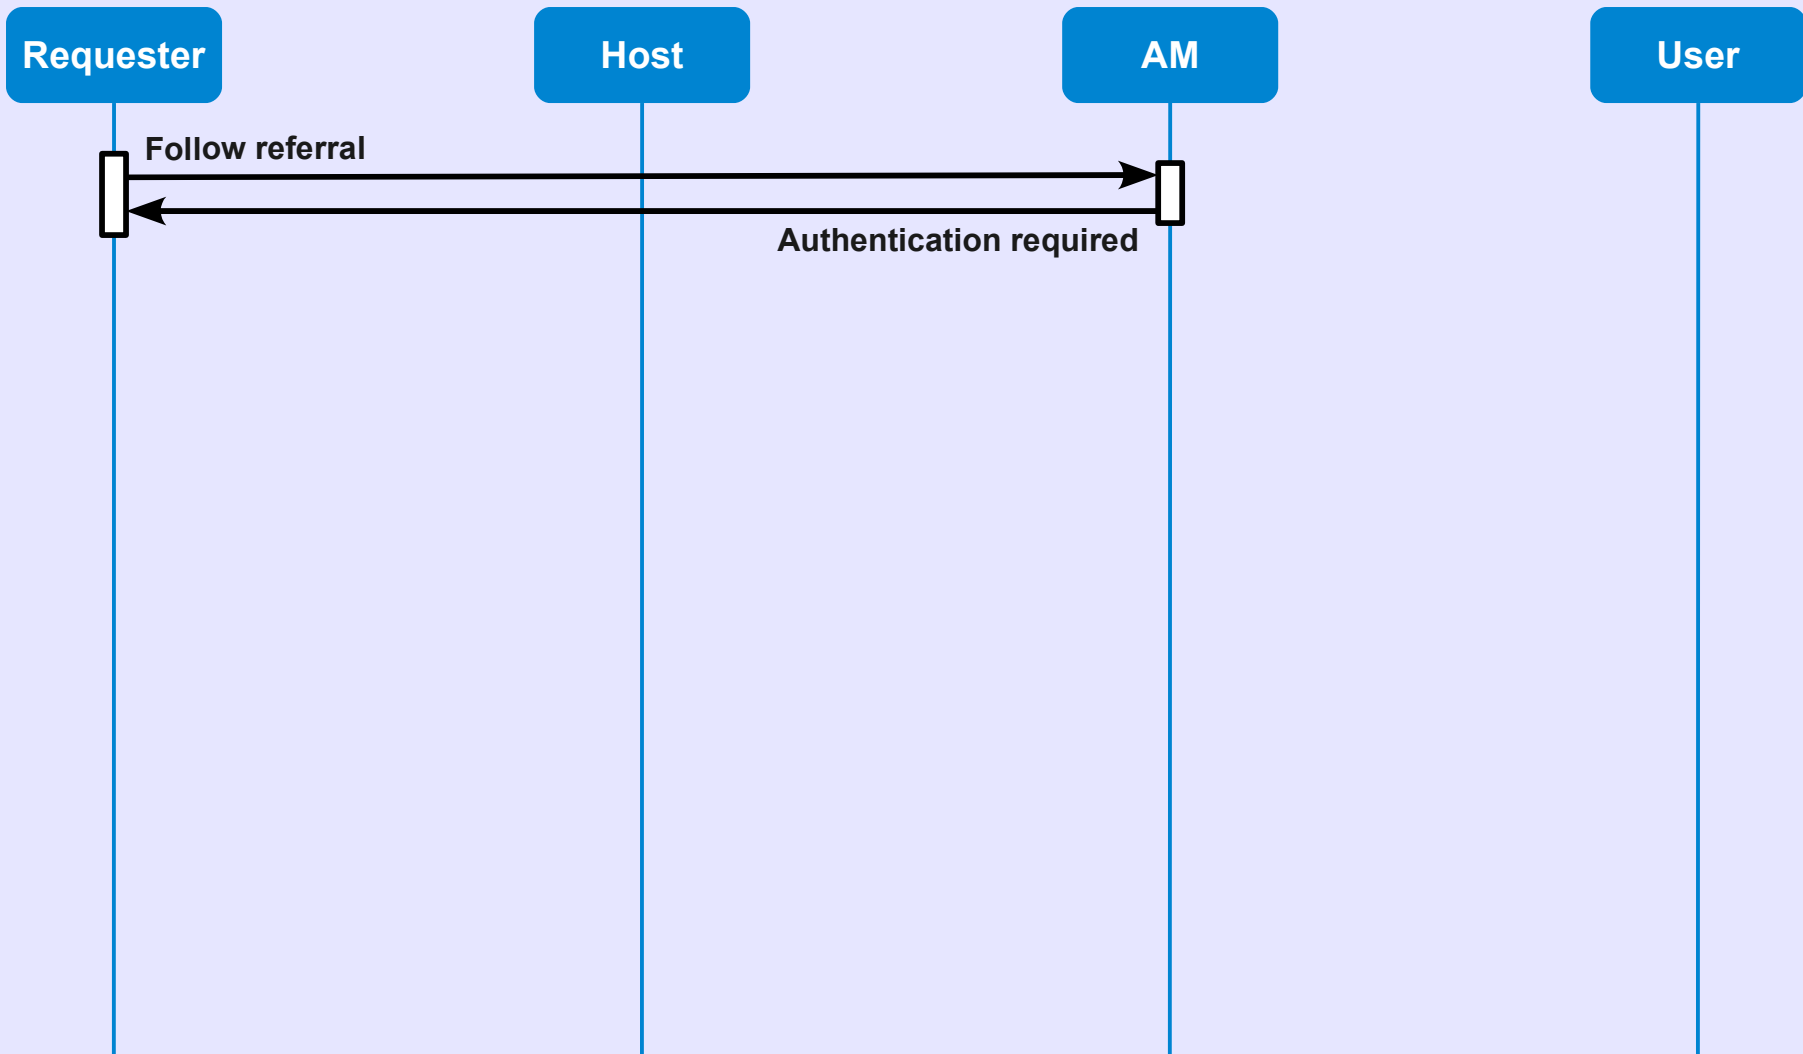 Requester
Host
AM
User
Follow referral
Authentication required